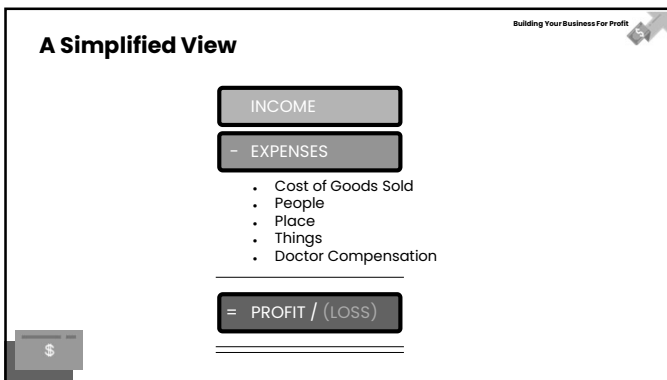 Building Your Business For Profit
$
A Simplified View
INCOME
- EXPENSES
• Cost of Goods Sold
• People
• Place
• Things
• Doctor Compensation
= PROFIT / (LOSS)
$